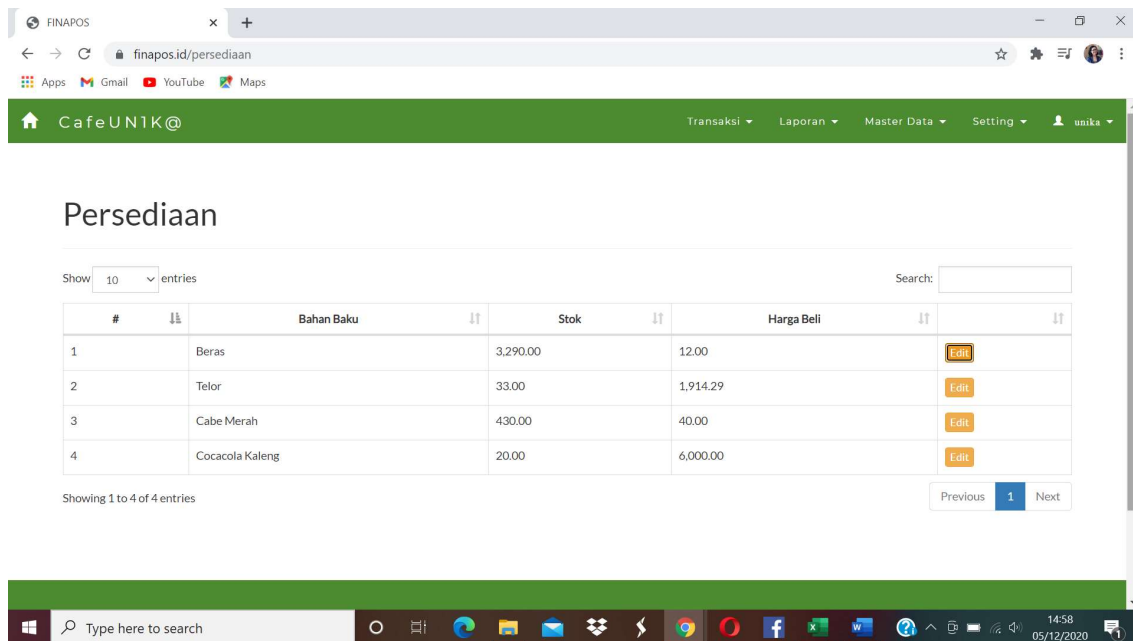 FINAPOS
finapos.id/persediaan
Apps Gmail YouTube Maps
CafeUN1K@ Transaksi Laporan Master Data Setting unika
Persediaan
Show 10 entries Search:
# Bahan Baku Stok Harga Beli
1 Beras 3,290.00 12.00 Edit
2 Telor 33.00 1,914.29 Edit
3 Cabe Merah 430.00 40.00 Edit
4 Cocacola Kaleng 20.00 6,000.00 Edit
Showing 1 to 4 of 4 entries Previous 1 Next
Type here to search 14:58
05/12/2020